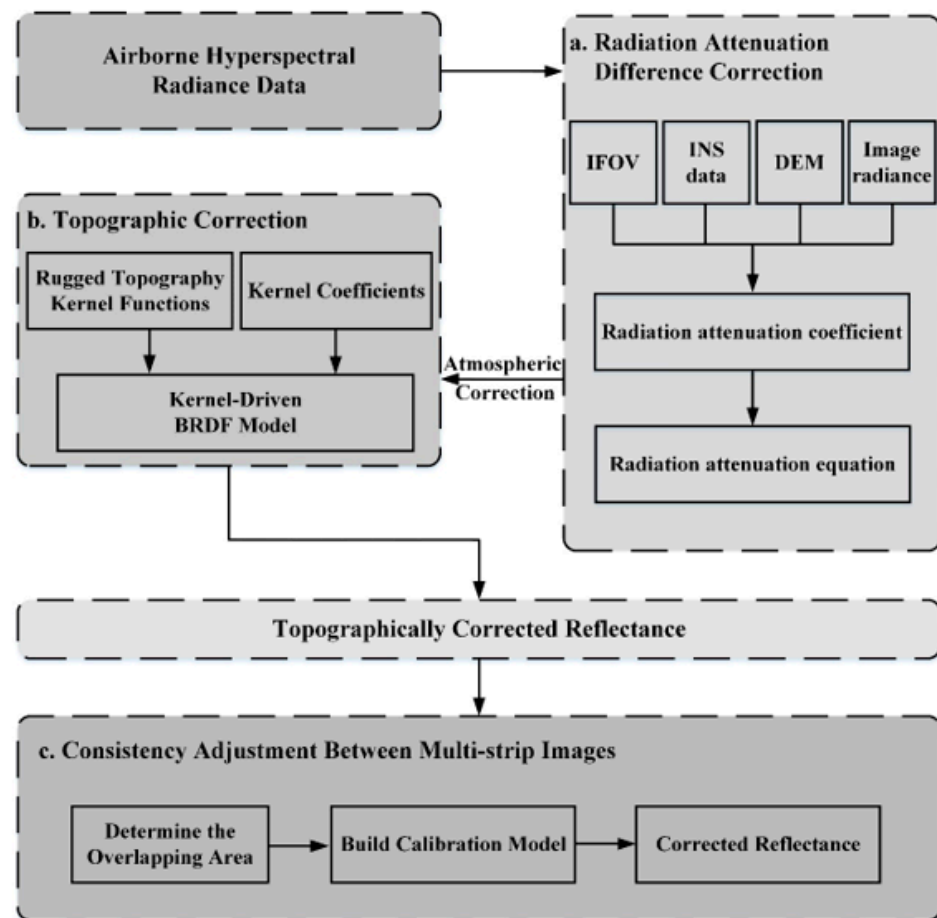 Airborne Hyperspectral
Radiance Data
a. Radiation Attenuation
Difference Correction
IFOV
INS
data
DEM
Image
radiance
Radiation attenuation coefficient
Radiation attenuation equation
Atmospheric
Correction
b. Topographic Correction
Rugged Topography
Kernel Functions
Kernel Coefficients
Kernel-Driven
BRDF Model
Topographically Corrected Reflectance
c. Consistency Adjustment Between Multi-strip Images
Determine the
Overlapping Area
Build Calibration Model
Corrected Reflectance